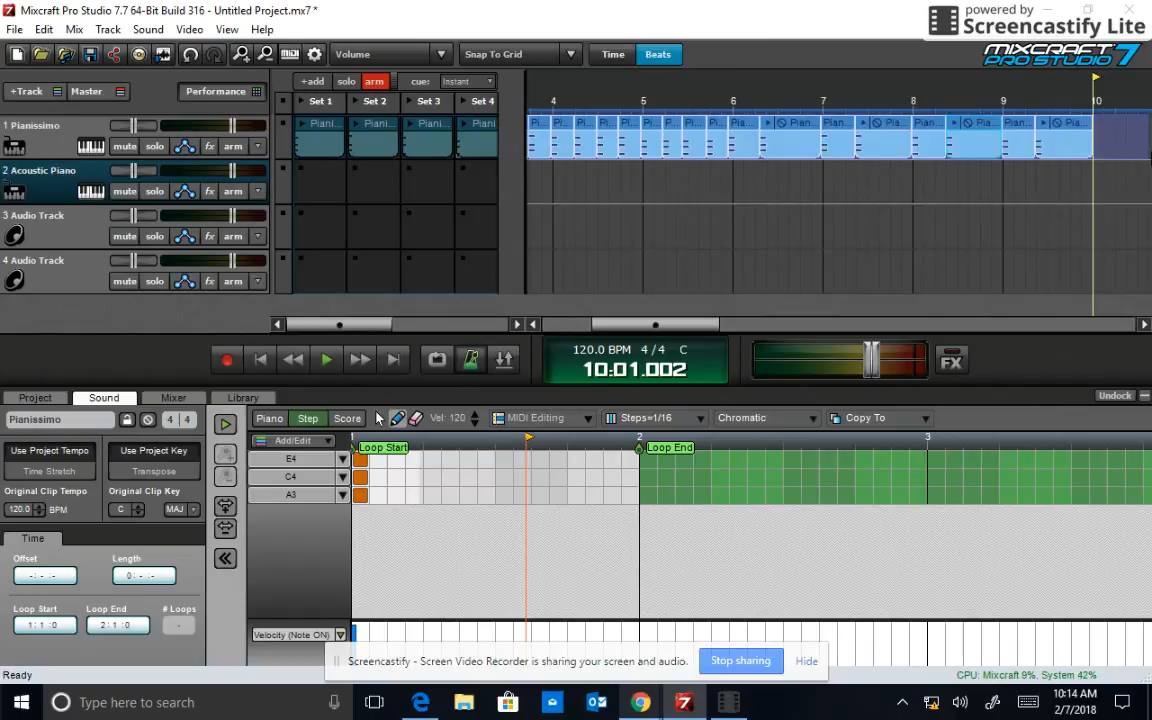 Mixcraft Pro Studio 7.7 64-Bit Build 316 - Untitled Project.mx7 *
powered by
Screencastify Lite
File Edit Mix Track Sound Video View Help
Volume Snap To Grid Time Beats
MIXCRAFT
PRO STUDIO 7
+add solo arm cue: Instant
+Track Master Performance
Set 1 Set 2 Set 3 Set 4
4 5 6 7 8 9 10
1 Pianissimo
Piani... Piani... Piani... Piani
mute solo fx arm
2 Acoustic Piano
mute solo fx arm
3 Audio Track
mute solo fx arm
4 Audio Track
mute solo fx arm
120.0 BPM 4 / 4 C
10:01.002
FX
Project Sound Mixer Library Undock
Pianissimo 4 4
Piano Step Score Vel: 120 MIDI Editing Steps=1/16 Chromatic Copy To
Add/Edit 1 2 3
Loop Start Loop End
Use Project Tempo Use Project Key
E4
Time Stretch Transpose
C4
Original Clip Tempo Original Clip Key
A3
120.0 BPM C MAJ
Time
Offset Length
-:- :- 0:- :-
Loop Start Loop End # Loops
1:1 :0 2:1 :0 -
Velocity (Note ON)
Screencastify - Screen Video Recorder is sharing your screen and audio. Stop sharing Hide
Ready CPU: Mixcraft 9%, System 42%
Type here to search
10:14 AM
2/7/2018